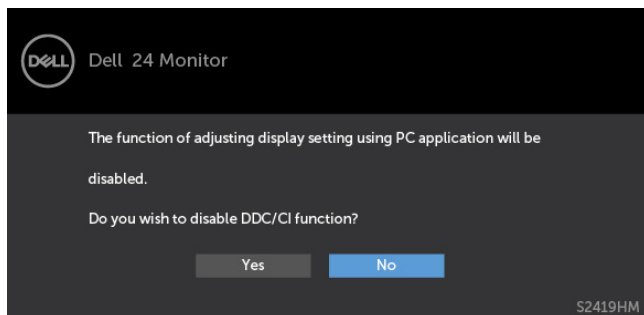 DELL
Dell 24 Monitor
The function of adjusting display setting using PC application will be
disabled.
Do you wish to disable DDC/CI function?
Yes No
S2419HM